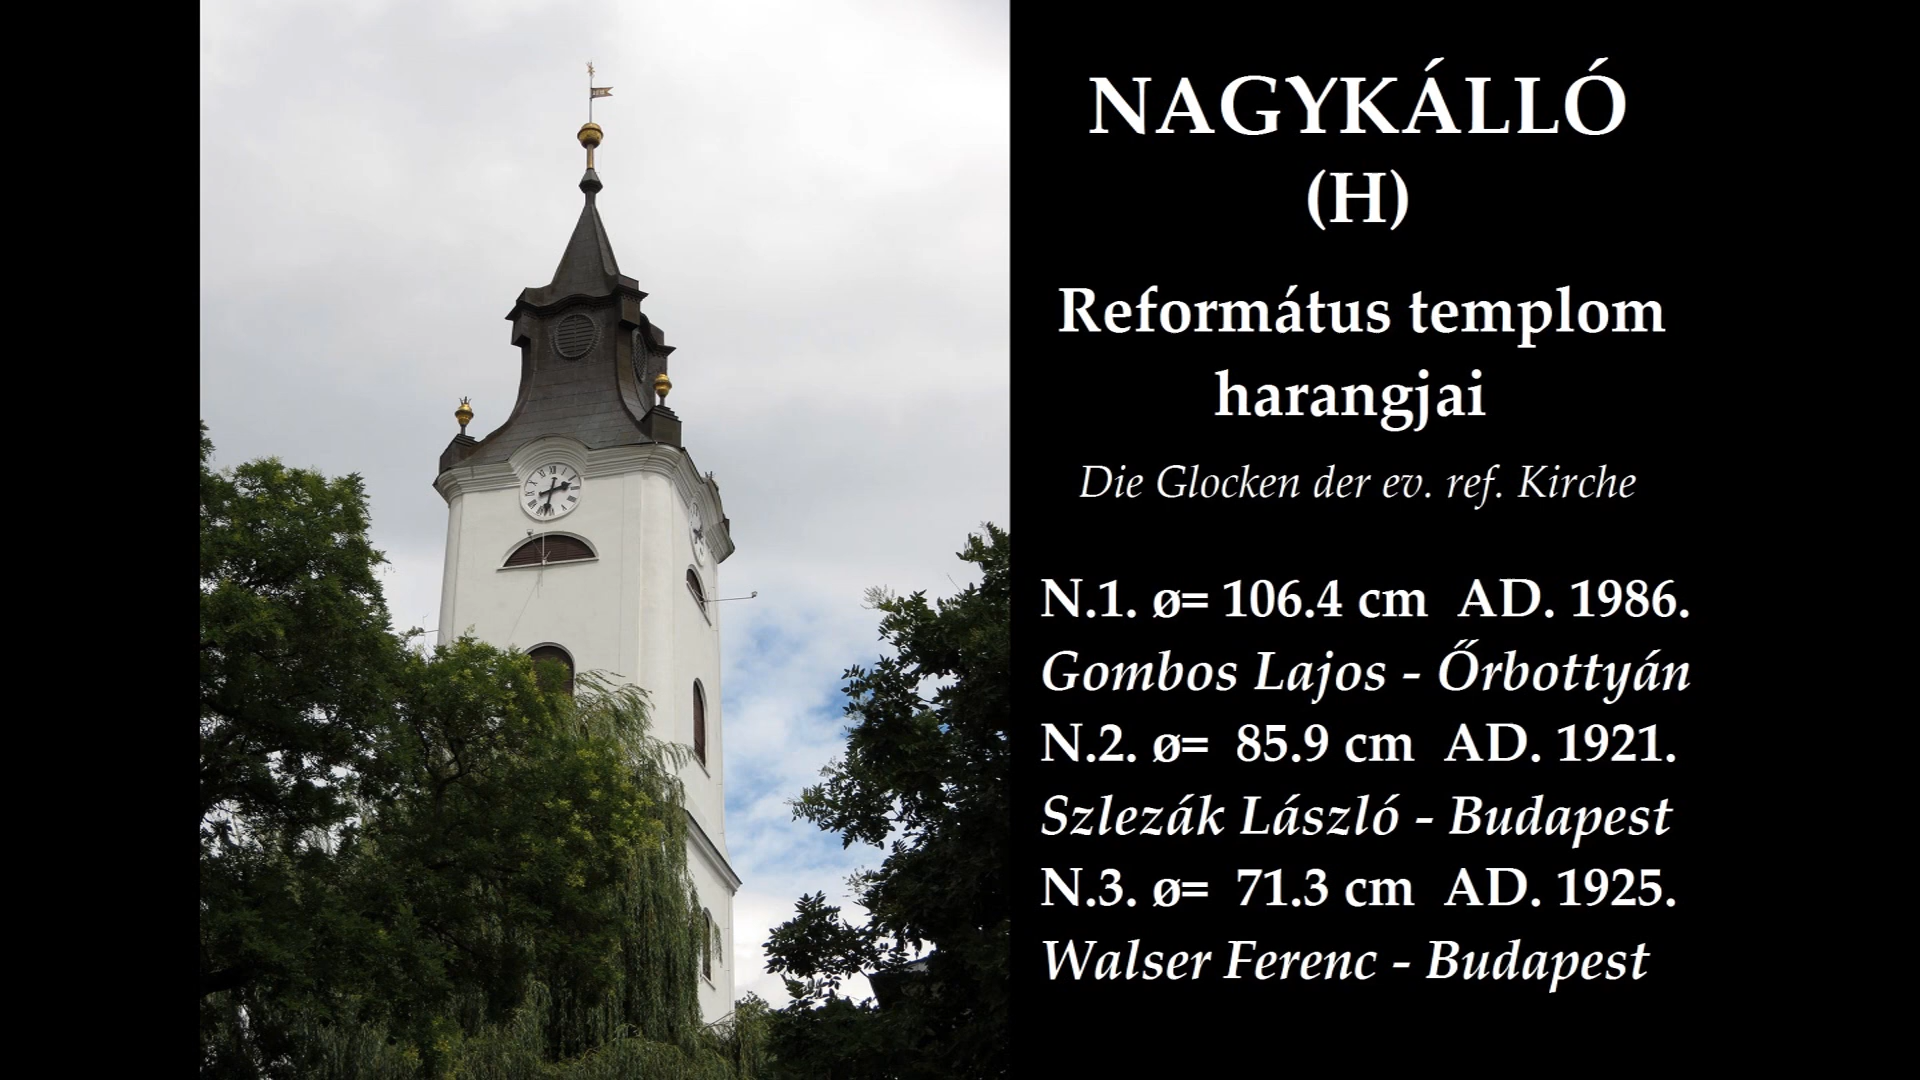 NAGYKÁLLÓ
(H)
Református templom
harangjai
Die Glocken der ev. ref. Kirche
N.1. ø= 106.4 cm AD. 1986.
Gombos Lajos - Őrbottyán
N.2. ø= 85.9 cm AD. 1921.
Szlezák László - Budapest
N.3. ø= 71.3 cm AD. 1925.
Walser Ferenc - Budapest